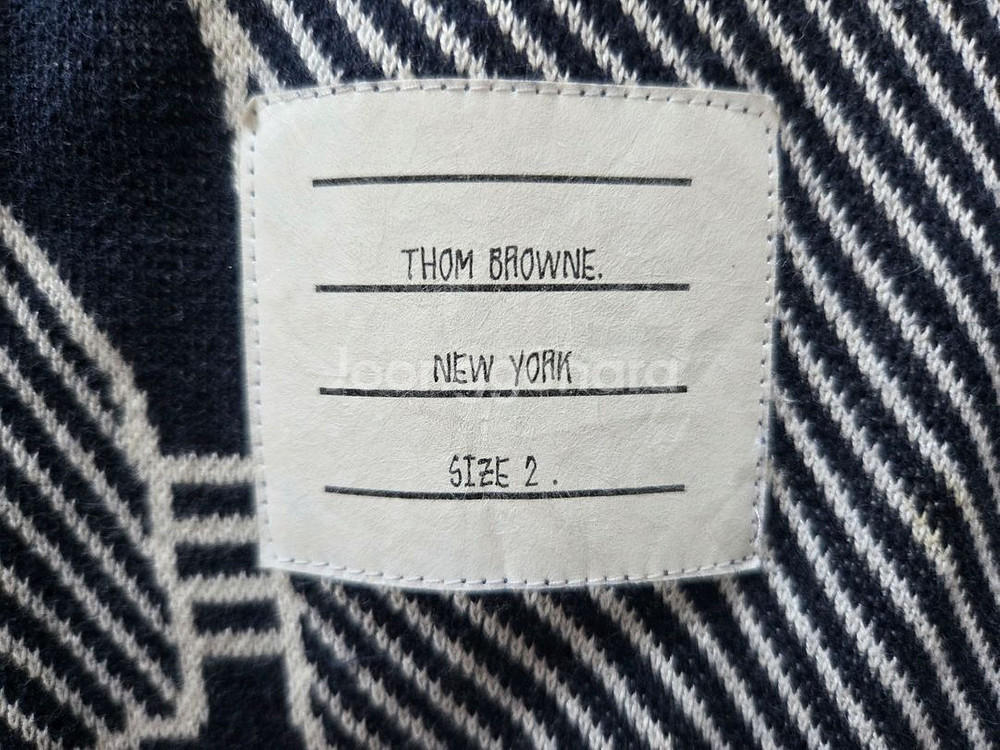 THOM BROWNE.
NEW YORK
SIZE 2.